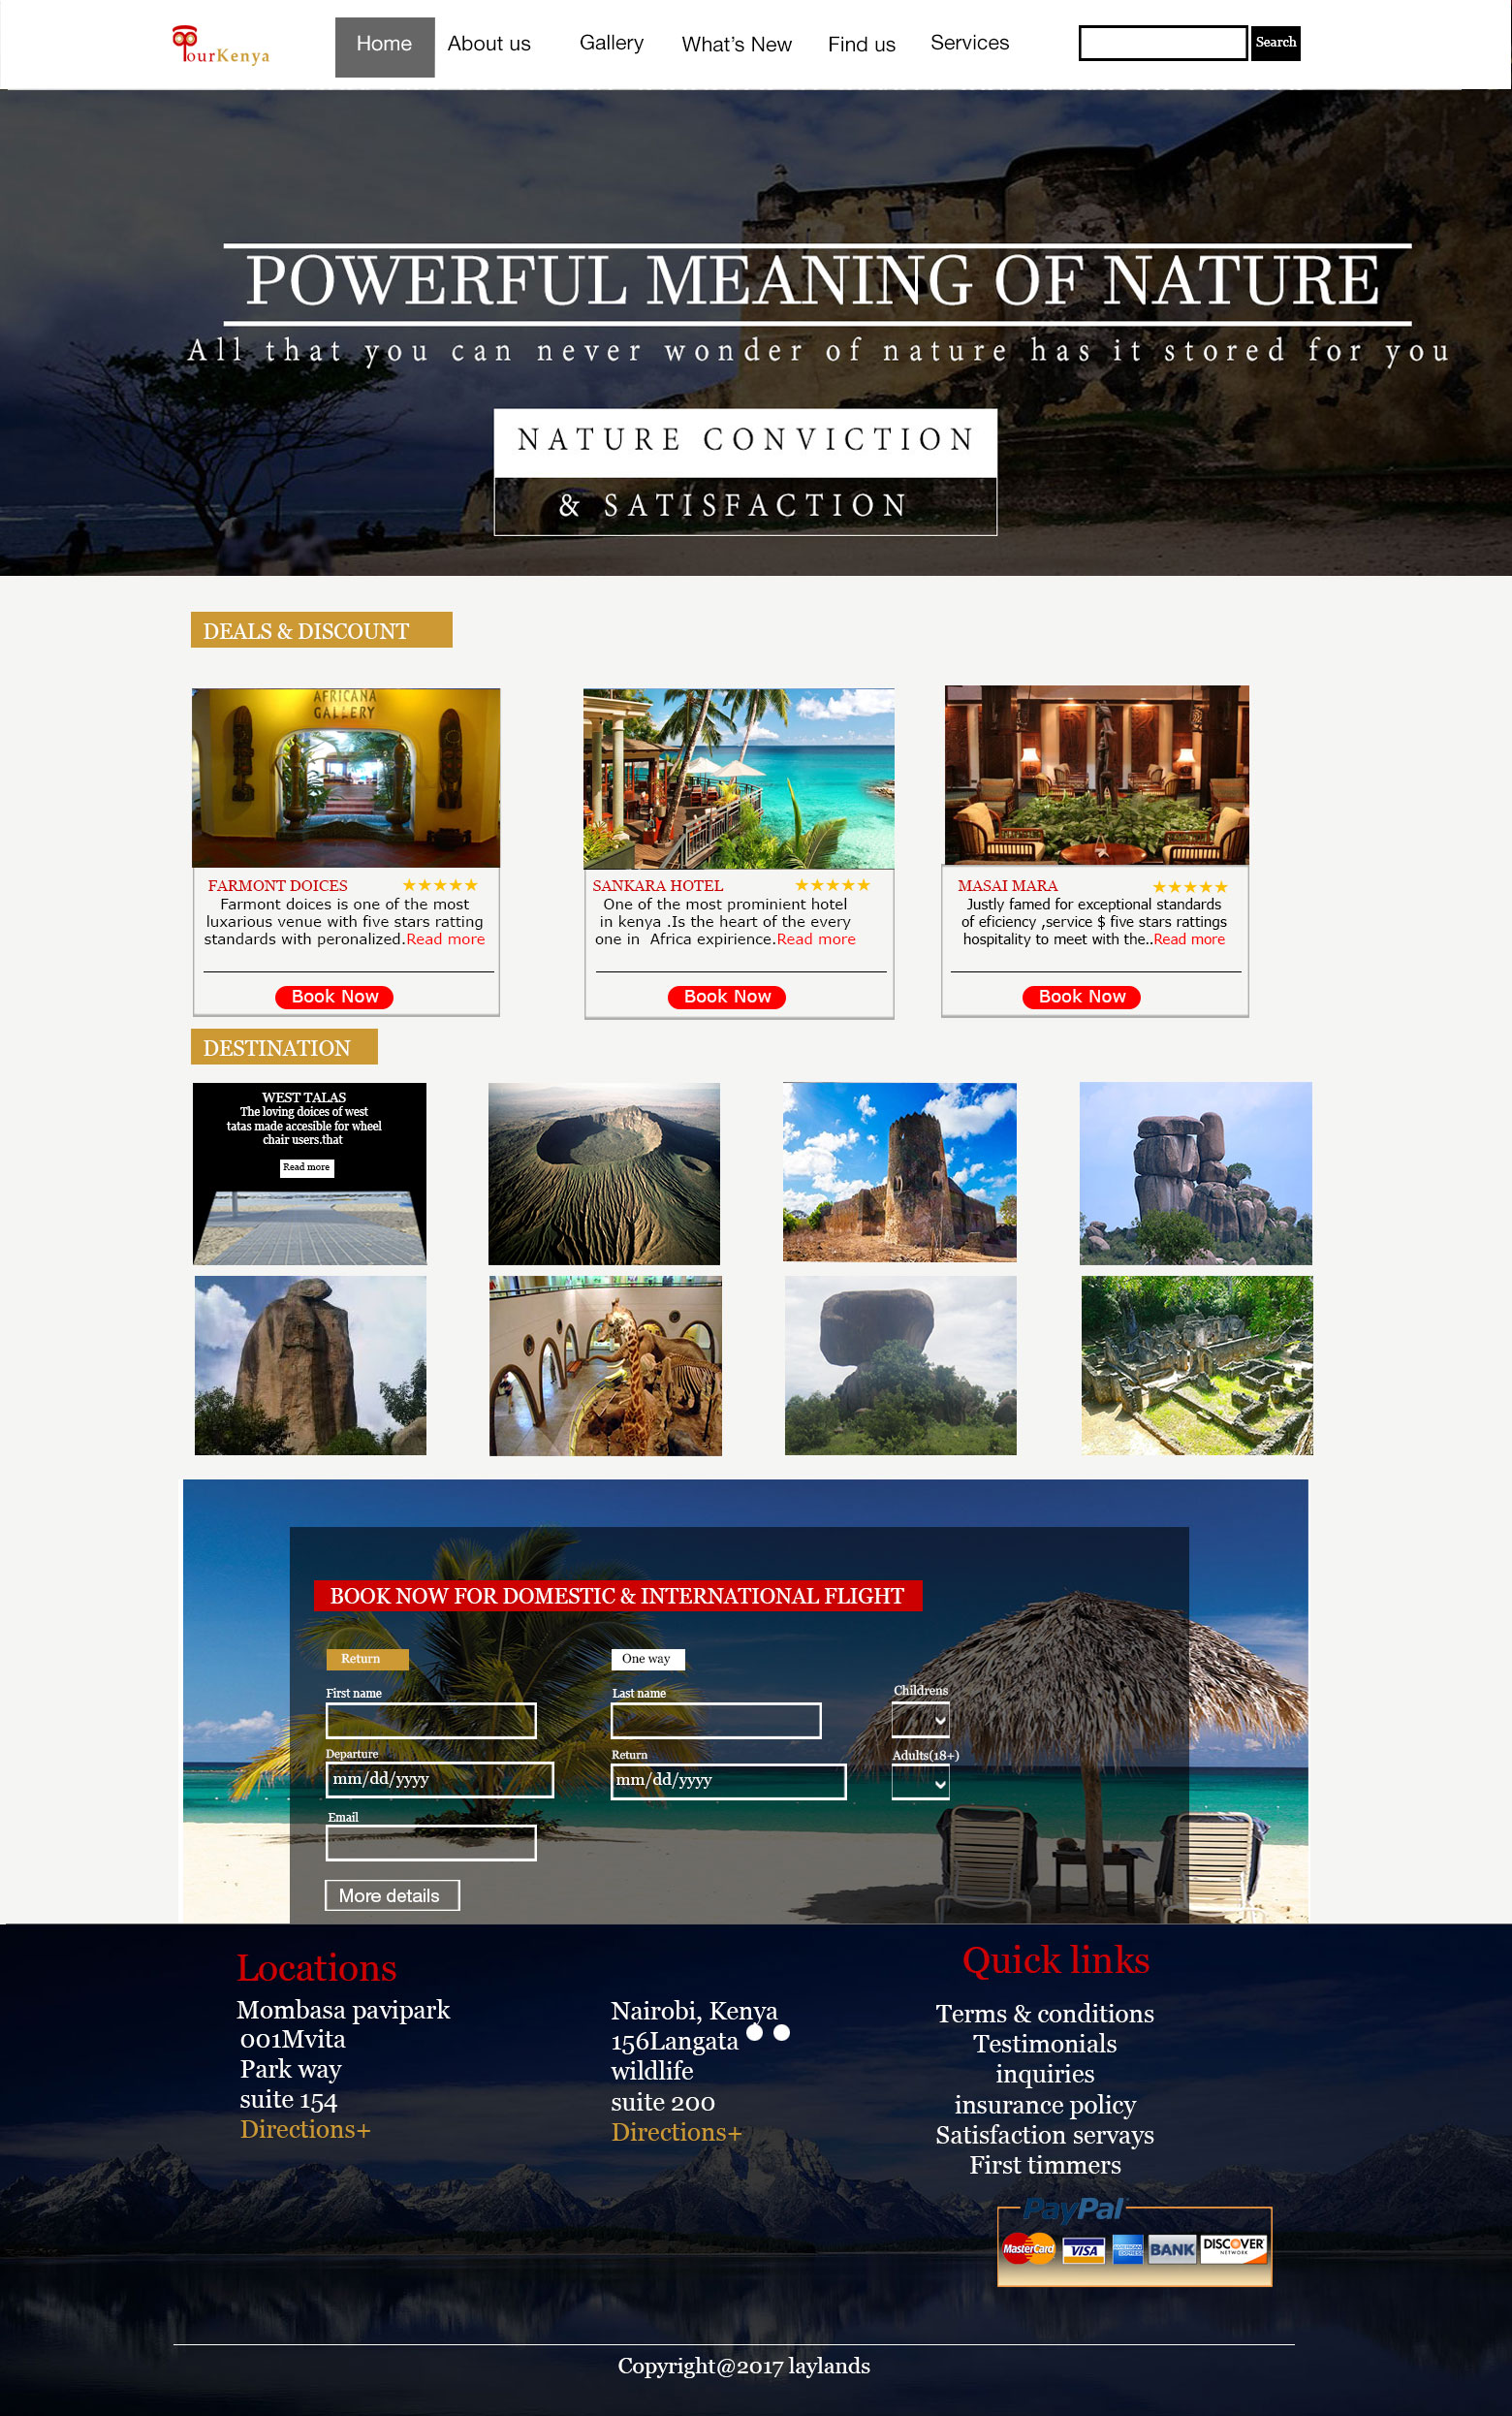 TourKenya
Home
About us
Gallery
What's New
Find us
Services
Search
POWERFUL MEANING OF NATURE
All that you can never wonder of nature has it stored for you
NATURE CONVICTION
& SATISFACTION
DEALS & DISCOUNT
AFRICANA
GALLERY
FARMONT DOICES
★★★★★
Farmont doices is one of the most
luxarious venue with five stars ratting
standards with peronalized.Read more
Book Now
SANKARA HOTEL
★★★★★
One of the most prominient hotel
in kenya .Is the heart of the every
one in Africa expirience.Read more
Book Now
MASAI MARA
★★★★★
Justly famed for exceptional standards
of eficiency ,service $ five stars rattings
hospitality to meet with the..Read more
Book Now
DESTINATION
WEST TALAS
The loving doices of west
tatas made accesible for wheel
chair users.that
Read more
BOOK NOW FOR DOMESTIC & INTERNATIONAL FLIGHT
Return
One way
First name
Last name
Childrens
Departure
Return
Adults(18+)
mm/dd/yyyy
mm/dd/yyyy
Email
More details
Locations
Mombasa pavipark
001Mvita
Park way
suite 154
Directions+
Nairobi, Kenya
156Langata
wildlife
suite 200
Directions+
Quick links
Terms & conditions
Testimonials
inquiries
insurance policy
Satisfaction servays
First timmers
PayPal
MasterCard
VISA
AMERICAN EXPRESS
BANK
DISCOVER
NETWORK
Copyright@2017 laylands